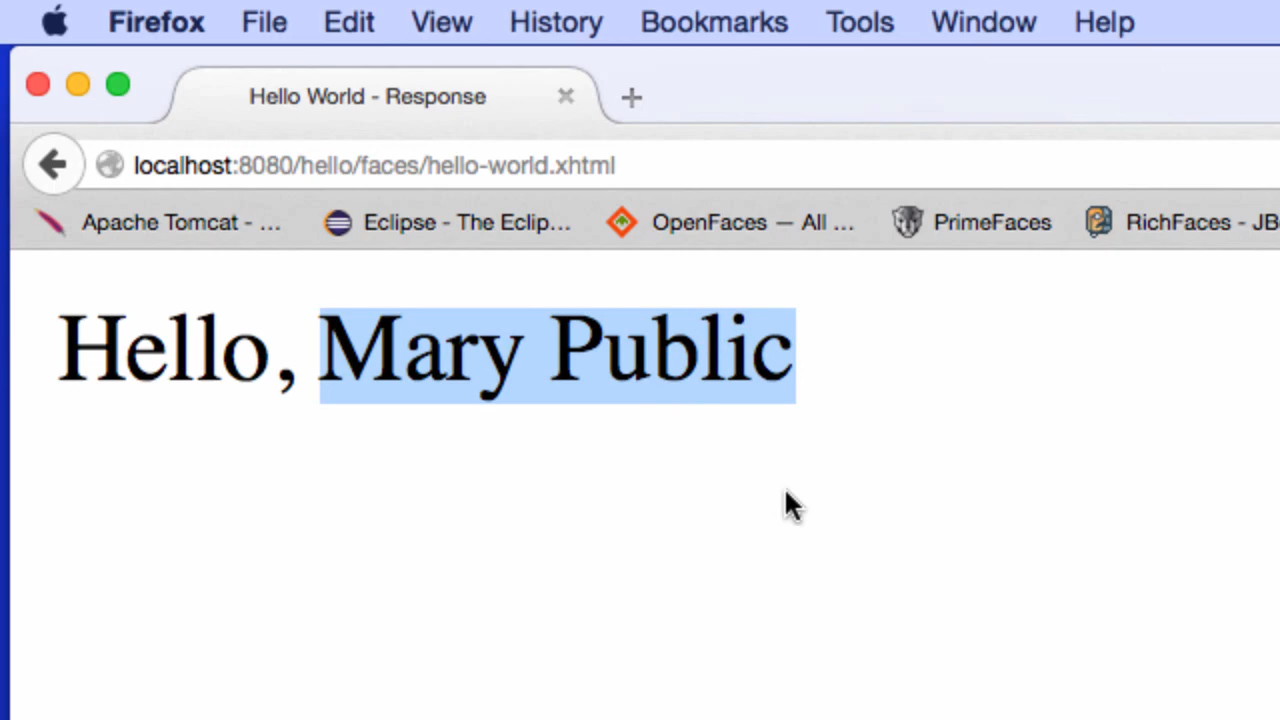 Firefox File Edit View History Bookmarks Tools Window Help
Hello World - Response
localhost:8080/hello/faces/hello-world.xhtml
Apache Tomcat - ... Eclipse - The Eclip... OpenFaces — All ... PrimeFaces RichFaces - JB
Hello, Mary Public